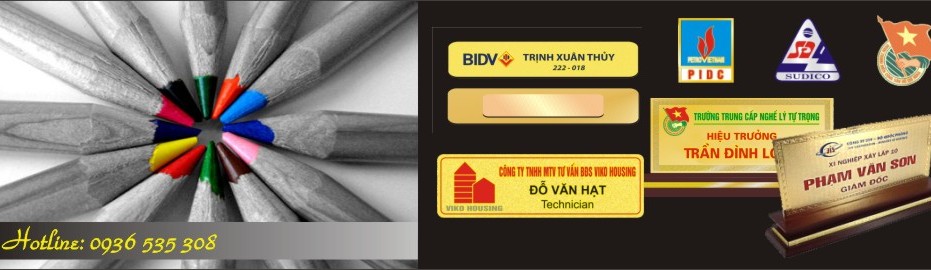 Hotline: 0936 535 308
BIDV
TRỊNH XUÂN THỦY
222 - 018
PETROVIETNAM
PIDC
SUDICO
TRƯỜNG TRUNG CẤP NGHỀ LÝ TỰ TRỌNG
HIỆU TRƯỞNG
TRẦN ĐÌNH
CÔNG TY TNHH MTV TƯ VẤN BĐS VIKO HOUSING
ĐỖ VĂN HẠT
Technician
VIKO HOUSING
XÍ NGHIỆP XÂY LẮP
PHẠM VĂN SƠN
GIÁM ĐỐC